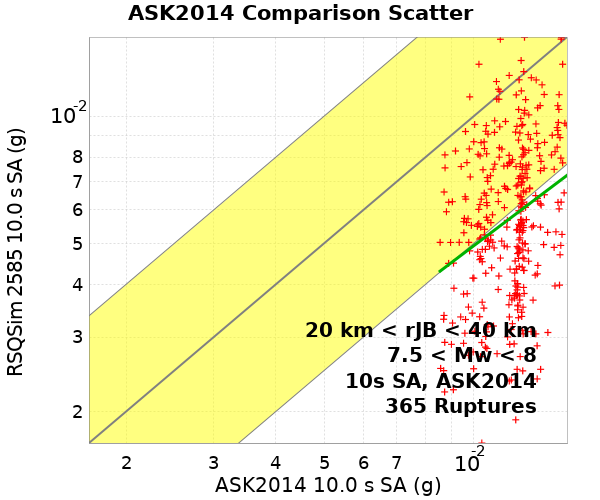 ASK2014 Comparison Scatter
RSQSim 2585 10.0 s SA (g)
10-2
8
7
6
5
4
3
2
20 km < rJB < 40 km
7.5 < Mw < 8
10s SA, ASK2014
365 Ruptures
2 3 4 5 6 7 10-2
ASK2014 10.0 s SA (g)